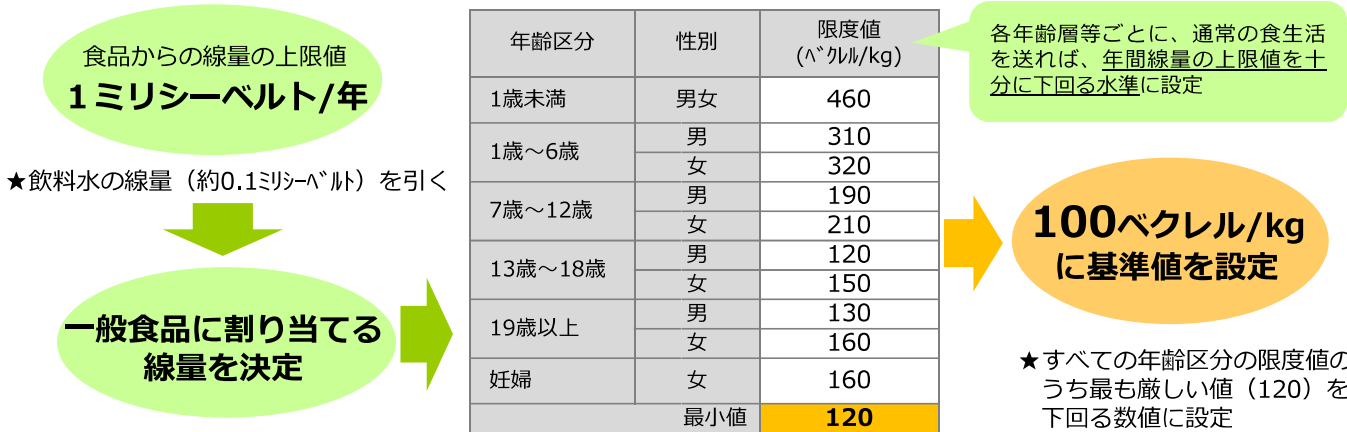 食品からの線量の上限値
1ミリシーベルト/年
★飲料水の線量（約0.1ﾐﾘｼｰﾍﾞﾙﾄ）を引く
一般食品に割り当てる
線量を決定
年齢区分 性別 限度値
(ﾍﾞｸﾚﾙ/kg)
1歳未満 男女 460
1歳～6歳 男 310
女 320
7歳～12歳 男 190
女 210
13歳～18歳 男 120
女 150
19歳以上 男 130
女 160
妊婦 女 160
最小値 120
各年齢層等ごとに、通常の食生活
を送れば、年間線量の上限値を十
分に下回る水準に設定
100ベクレル/kg
に基準値を設定
★すべての年齢区分の限度値の
うち最も厳しい値（120）を
下回る数値に設定